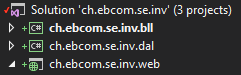 Solution 'ch.ebcom.se.inv' (3 projects)
C# ch.ebcom.se.inv.bll
C# ch.ebcom.se.inv.dal
ch.ebcom.se.inv.web